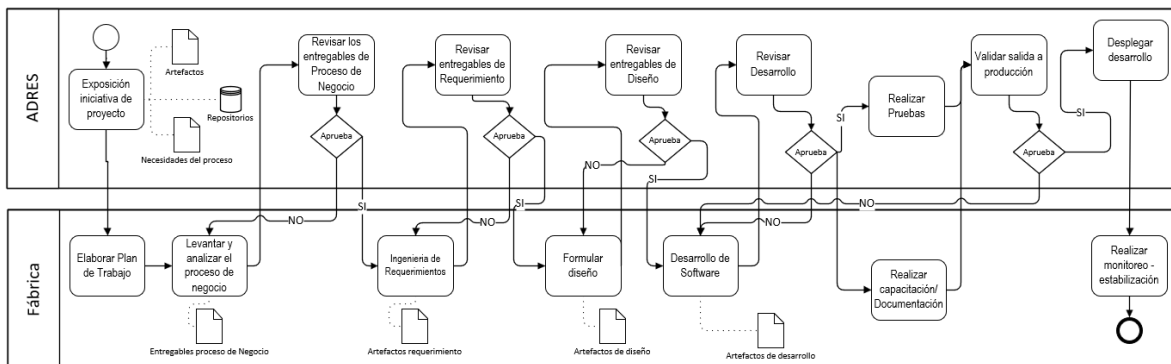 ADRES
Exposición
iniciativa de
proyecto
Artefactos
Repositorios
Necesidades del proceso
Revisar los
entregables de
Proceso de
Negocio
Aprueba
Revisar
entregables de
Requerimiento
Aprueba
Revisar
entregables de
Diseño
Aprueba
NO
SI
Revisar
Desarrollo
Aprueba
SI
Realizar
Pruebas
Validar salida a
producción
Aprueba
SI
Desplegar
desarrollo
Fábrica
Elaborar Plan
de Trabajo
Levantar y
analizar el
proceso de
negocio
NO
SI
Entregables proceso de Negocio
Ingenieria de
Requerimientos
NO
SI
Artefactos requerimiento
Formular
diseño
Artefactos de diseño
Desarrollo de
Software
NO
NO
Artefactos de desarrollo
Realizar
capacitación/
Documentación
SI
Realizar
monitoreo -
estabilización